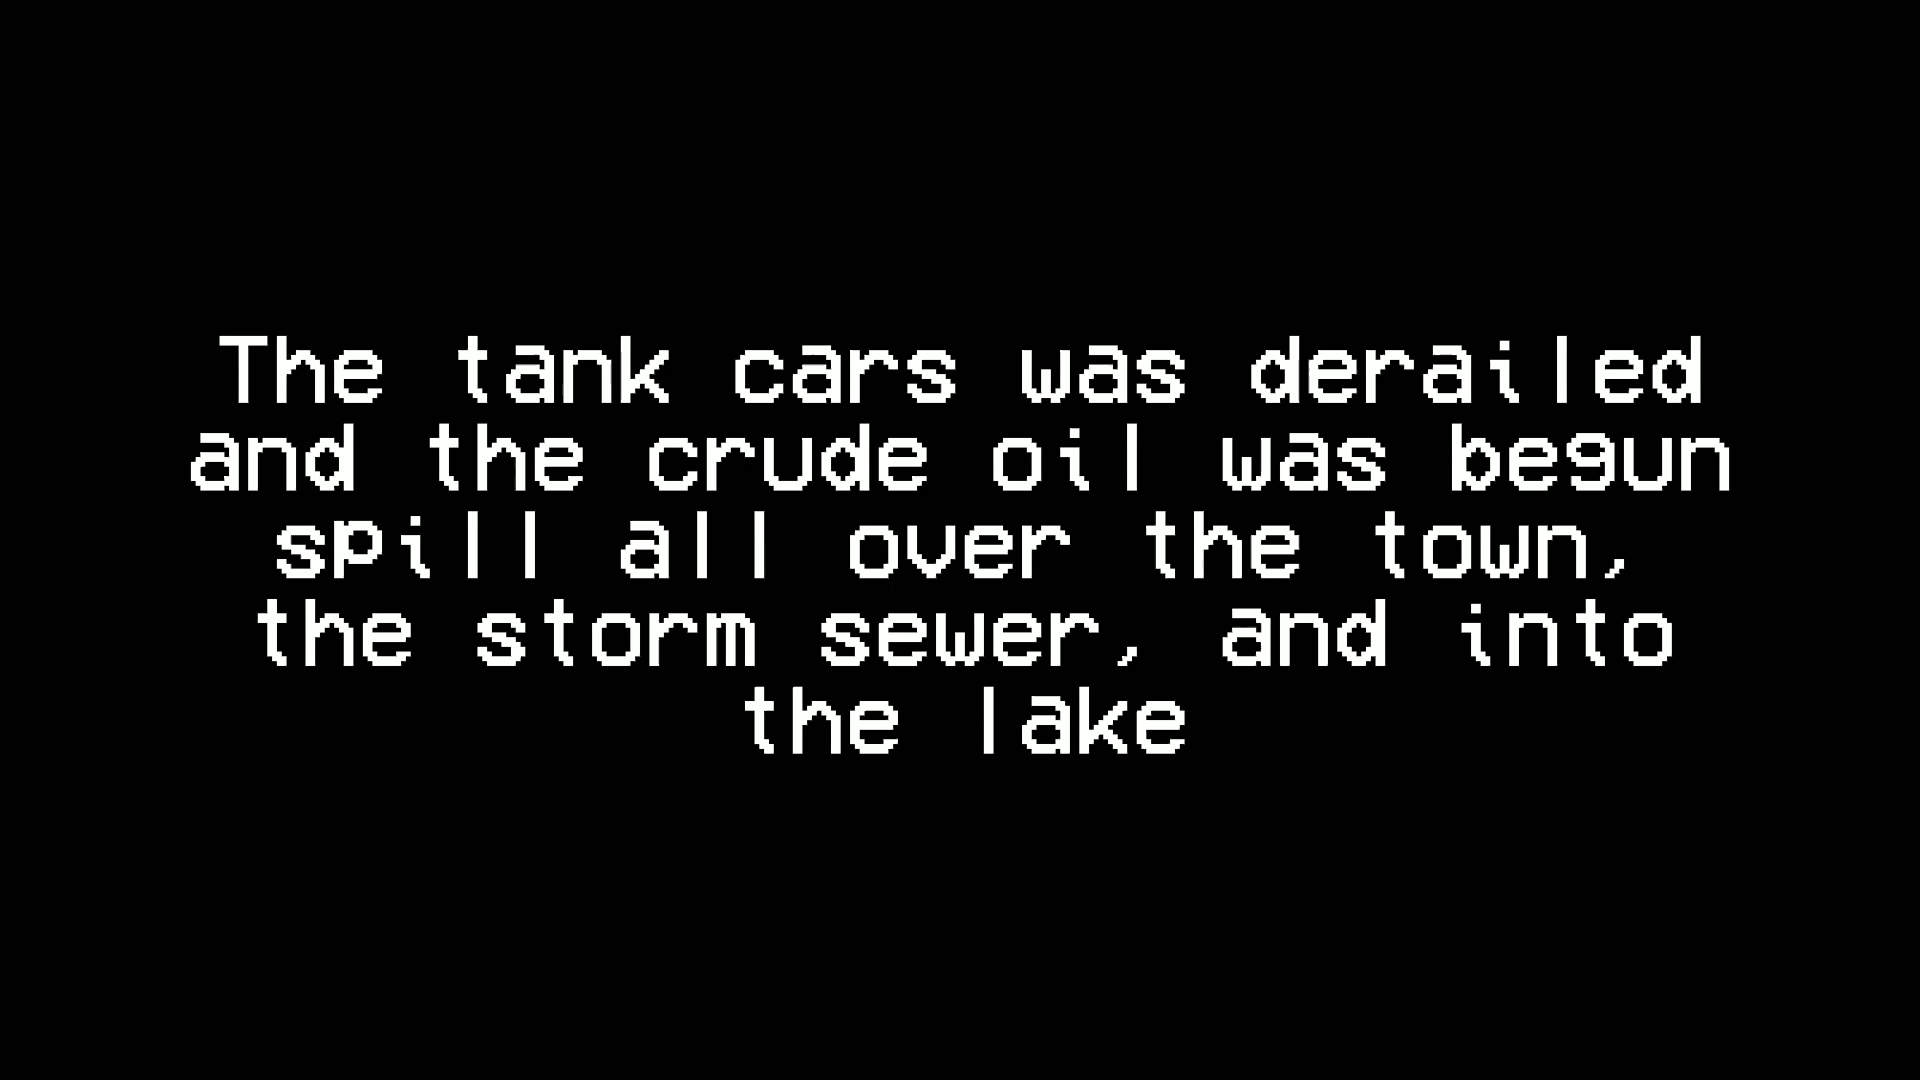 The tank cars was derailed
and the crude oil was begun
spill all over the town,
the storm sewer, and into
the lake